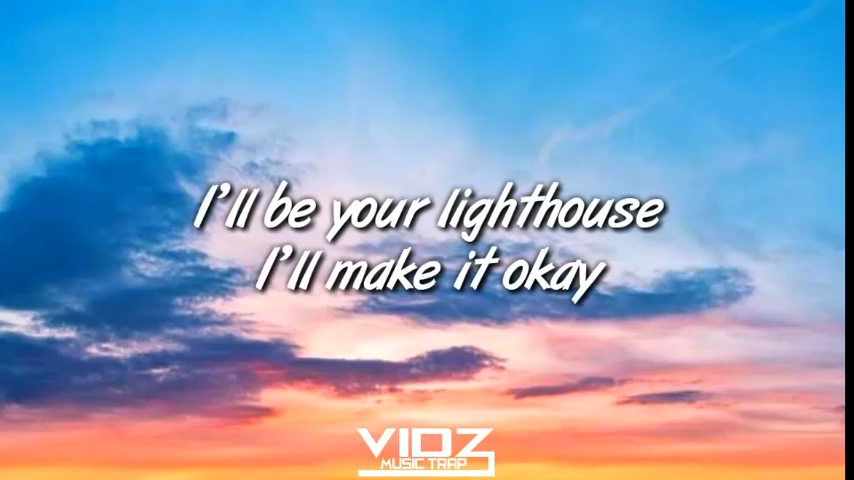 I'll be your lighthouse
I'll make it okay
VIDZ
MUSIC TRAP